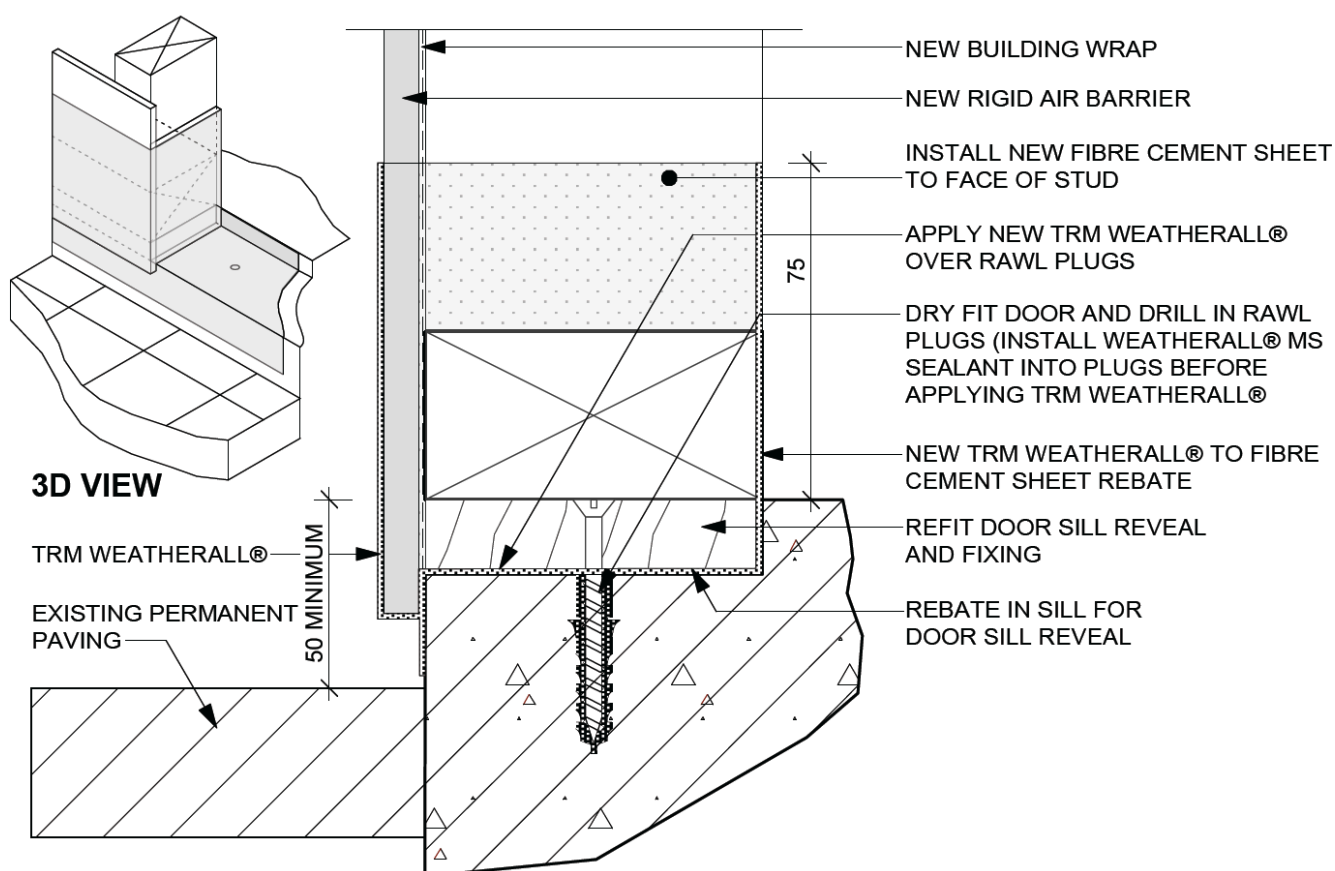 NEW BUILDING WRAP
NEW RIGID AIR BARRIER
INSTALL NEW FIBRE CEMENT SHEET
TO FACE OF STUD
APPLY NEW TRM WEATHERALL®
OVER RAWL PLUGS
75
DRY FIT DOOR AND DRILL IN RAWL
PLUGS (INSTALL WEATHERALL® MS
SEALANT INTO PLUGS BEFORE
APPLYING TRM WEATHERALL®
NEW TRM WEATHERALL® TO FIBRE
CEMENT SHEET REBATE
REFIT DOOR SILL REVEAL
AND FIXING
REBATE IN SILL FOR
DOOR SILL REVEAL
3D VIEW
TRM WEATHERALL®
50 MINIMUM
EXISTING PERMANENT
PAVING